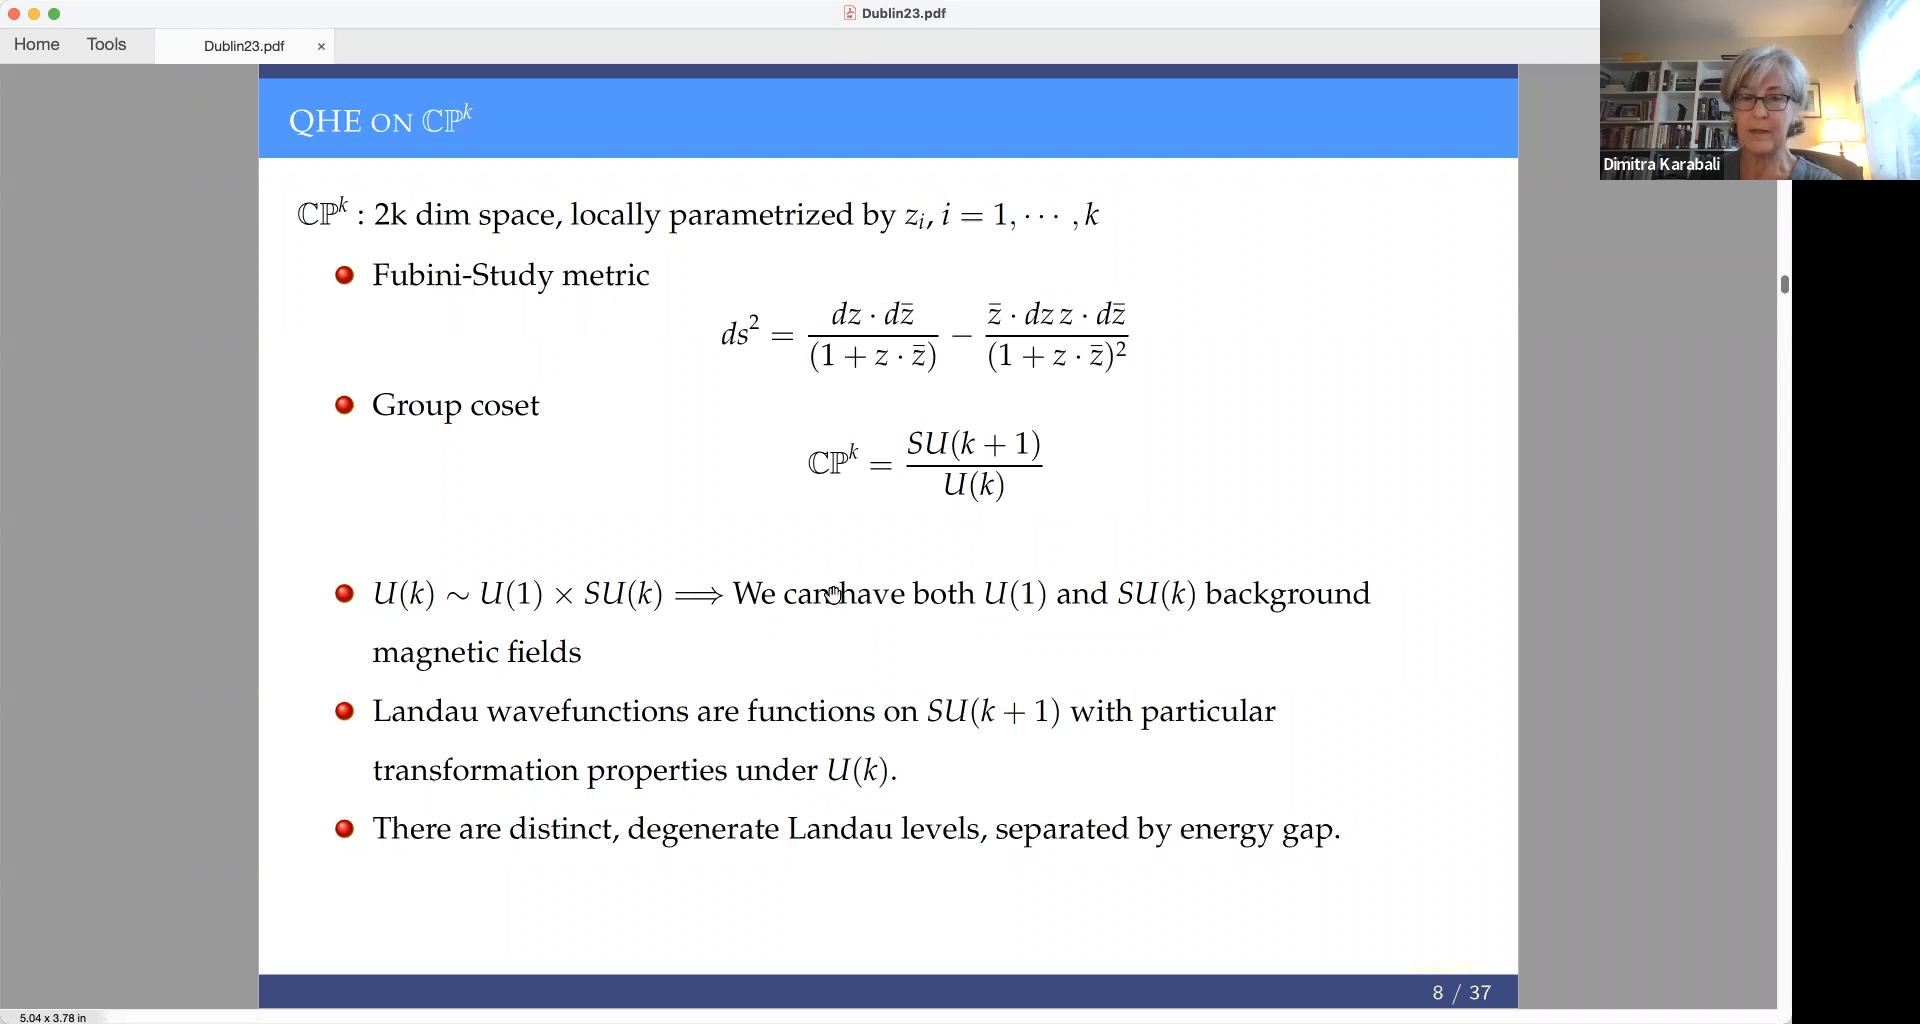 Dublin23.pdf
Home Tools Dublin23.pdf ×
QHE ON ℂℙ^k
Dimitra Karabali
ℂℙ^k : 2k dim space, locally parametrized by z_i, i = 1, ⋯ , k
Fubini-Study metric
ds² = dz · dz̄ / (1 + z · z̄) − z̄ · dz z · dz̄ / (1 + z · z̄)²
Group coset
ℂℙ^k = SU(k + 1) / U(k)
U(k) ∼ U(1) × SU(k) ⟹ We can have both U(1) and SU(k) background
magnetic fields
Landau wavefunctions are functions on SU(k + 1) with particular
transformation properties under U(k).
There are distinct, degenerate Landau levels, separated by energy gap.
8 / 37
5.04 x 3.78 in